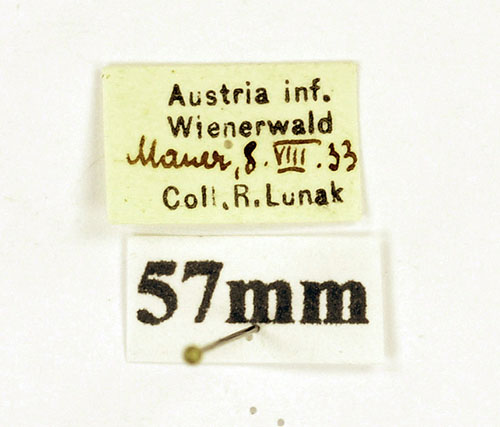 Austria inf.
Wienerwald
Mauer, 8.VIII.33
Coll. R. Lunak
57mm